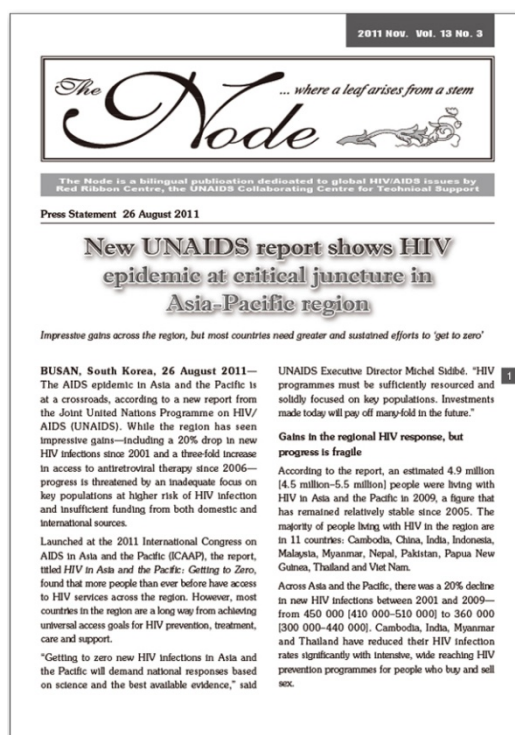 2011 Nov. Vol. 13 No. 3
The Node
... where a leaf arises from a stem
The Node is a bilingual publication dedicated to global HIV/AIDS issues by
Red Ribbon Centre, the UNAIDS Collaborating Centre for Technical Support
Press Statement 26 August 2011
New UNAIDS report shows HIV
epidemic at critical juncture in
Asia-Pacific region
Impressive gains across the region, but most countries need greater and sustained efforts to 'get to zero'
BUSAN, South Korea, 26 August 2011—
The AIDS epidemic in Asia and the Pacific is
at a crossroads, according to a new report from
the Joint United Nations Programme on HIV/
AIDS (UNAIDS). While the region has seen
impressive gains—including a 20% drop in new
HIV infections since 2001 and a three-fold increase
in access to antiretroviral therapy since 2006—
progress is threatened by an inadequate focus on
key populations at higher risk of HIV infection
and insufficient funding from both domestic and
international sources.
Launched at the 2011 International Congress on
AIDS in Asia and the Pacific (ICAAP), the report,
titled HIV in Asia and the Pacific: Getting to Zero,
found that more people than ever before have access
to HIV services across the region. However, most
countries in the region are a long way from achieving
universal access goals for HIV prevention, treatment,
care and support.
"Getting to zero new HIV infections in Asia and
the Pacific will demand national responses based
on science and the best available evidence," said
UNAIDS Executive Director Michel Sidibé. "HIV
programmes must be sufficiently resourced and
solidly focused on key populations. Investments
made today will pay off many-fold in the future."
Gains in the regional HIV response, but
progress is fragile
According to the report, an estimated 4.9 million
[4.5 million–5.5 million] people were living with
HIV in Asia and the Pacific in 2009, a figure that
has remained relatively stable since 2005. The
majority of people living with HIV in the region are
in 11 countries: Cambodia, China, India, Indonesia,
Malaysia, Myanmar, Nepal, Pakistan, Papua New
Guinea, Thailand and Viet Nam.
Across Asia and the Pacific, there was a 20% decline
in new HIV infections between 2001 and 2009—
from 450 000 [410 000–510 000] to 360 000
[300 000–440 000]. Cambodia, India, Myanmar
and Thailand have reduced their HIV infection
rates significantly with intensive, wide reaching HIV
prevention programmes for people who buy and sell
sex.
1